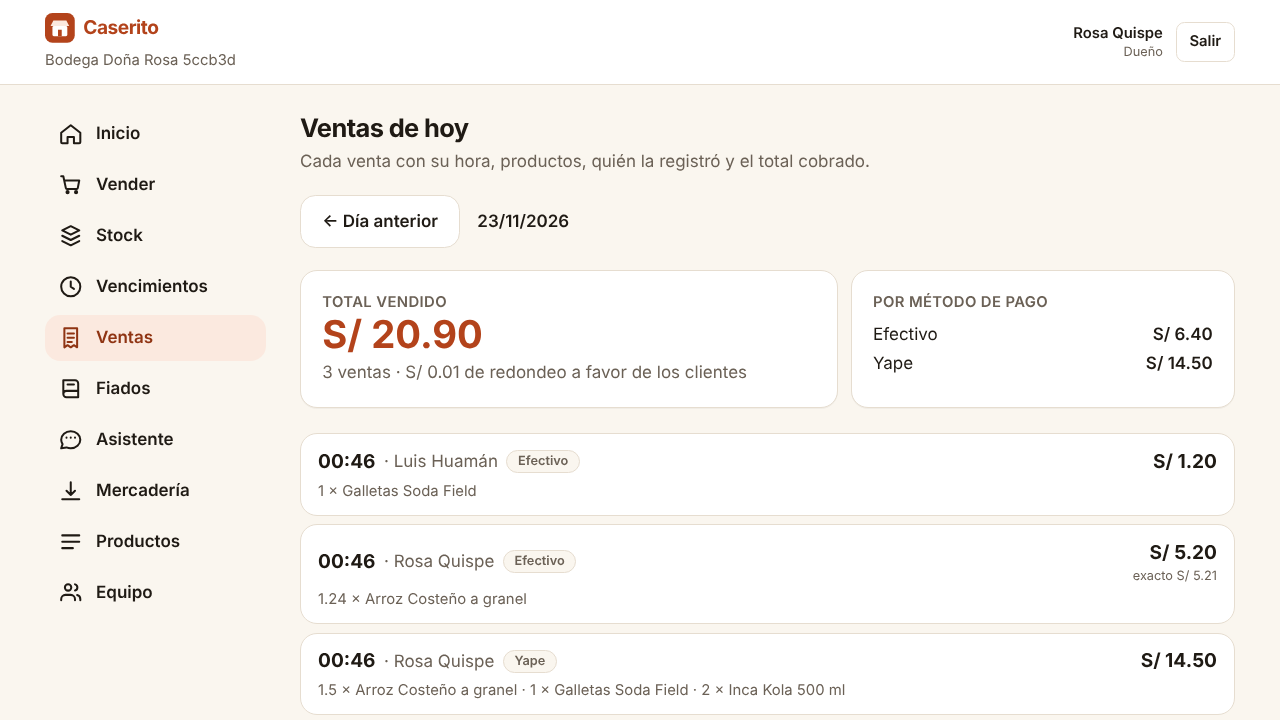 Caserito
Bodega Doña Rosa 5ccb3d
Rosa Quispe
Dueño
Salir
Inicio
Vender
Stock
Vencimientos
Ventas
Fiados
Asistente
Mercadería
Productos
Equipo
Ventas de hoy
Cada venta con su hora, productos, quién la registró y el total cobrado.
← Día anterior 23/11/2026
TOTAL VENDIDO
S/ 20.90
3 ventas · S/ 0.01 de redondeo a favor de los clientes
POR MÉTODO DE PAGO
Efectivo S/ 6.40
Yape S/ 14.50
00:46 · Luis Huamán Efectivo S/ 1.20
1 × Galletas Soda Field
00:46 · Rosa Quispe Efectivo S/ 5.20
exacto S/ 5.21
1.24 × Arroz Costeño a granel
00:46 · Rosa Quispe Yape S/ 14.50
1.5 × Arroz Costeño a granel · 1 × Galletas Soda Field · 2 × Inca Kola 500 ml